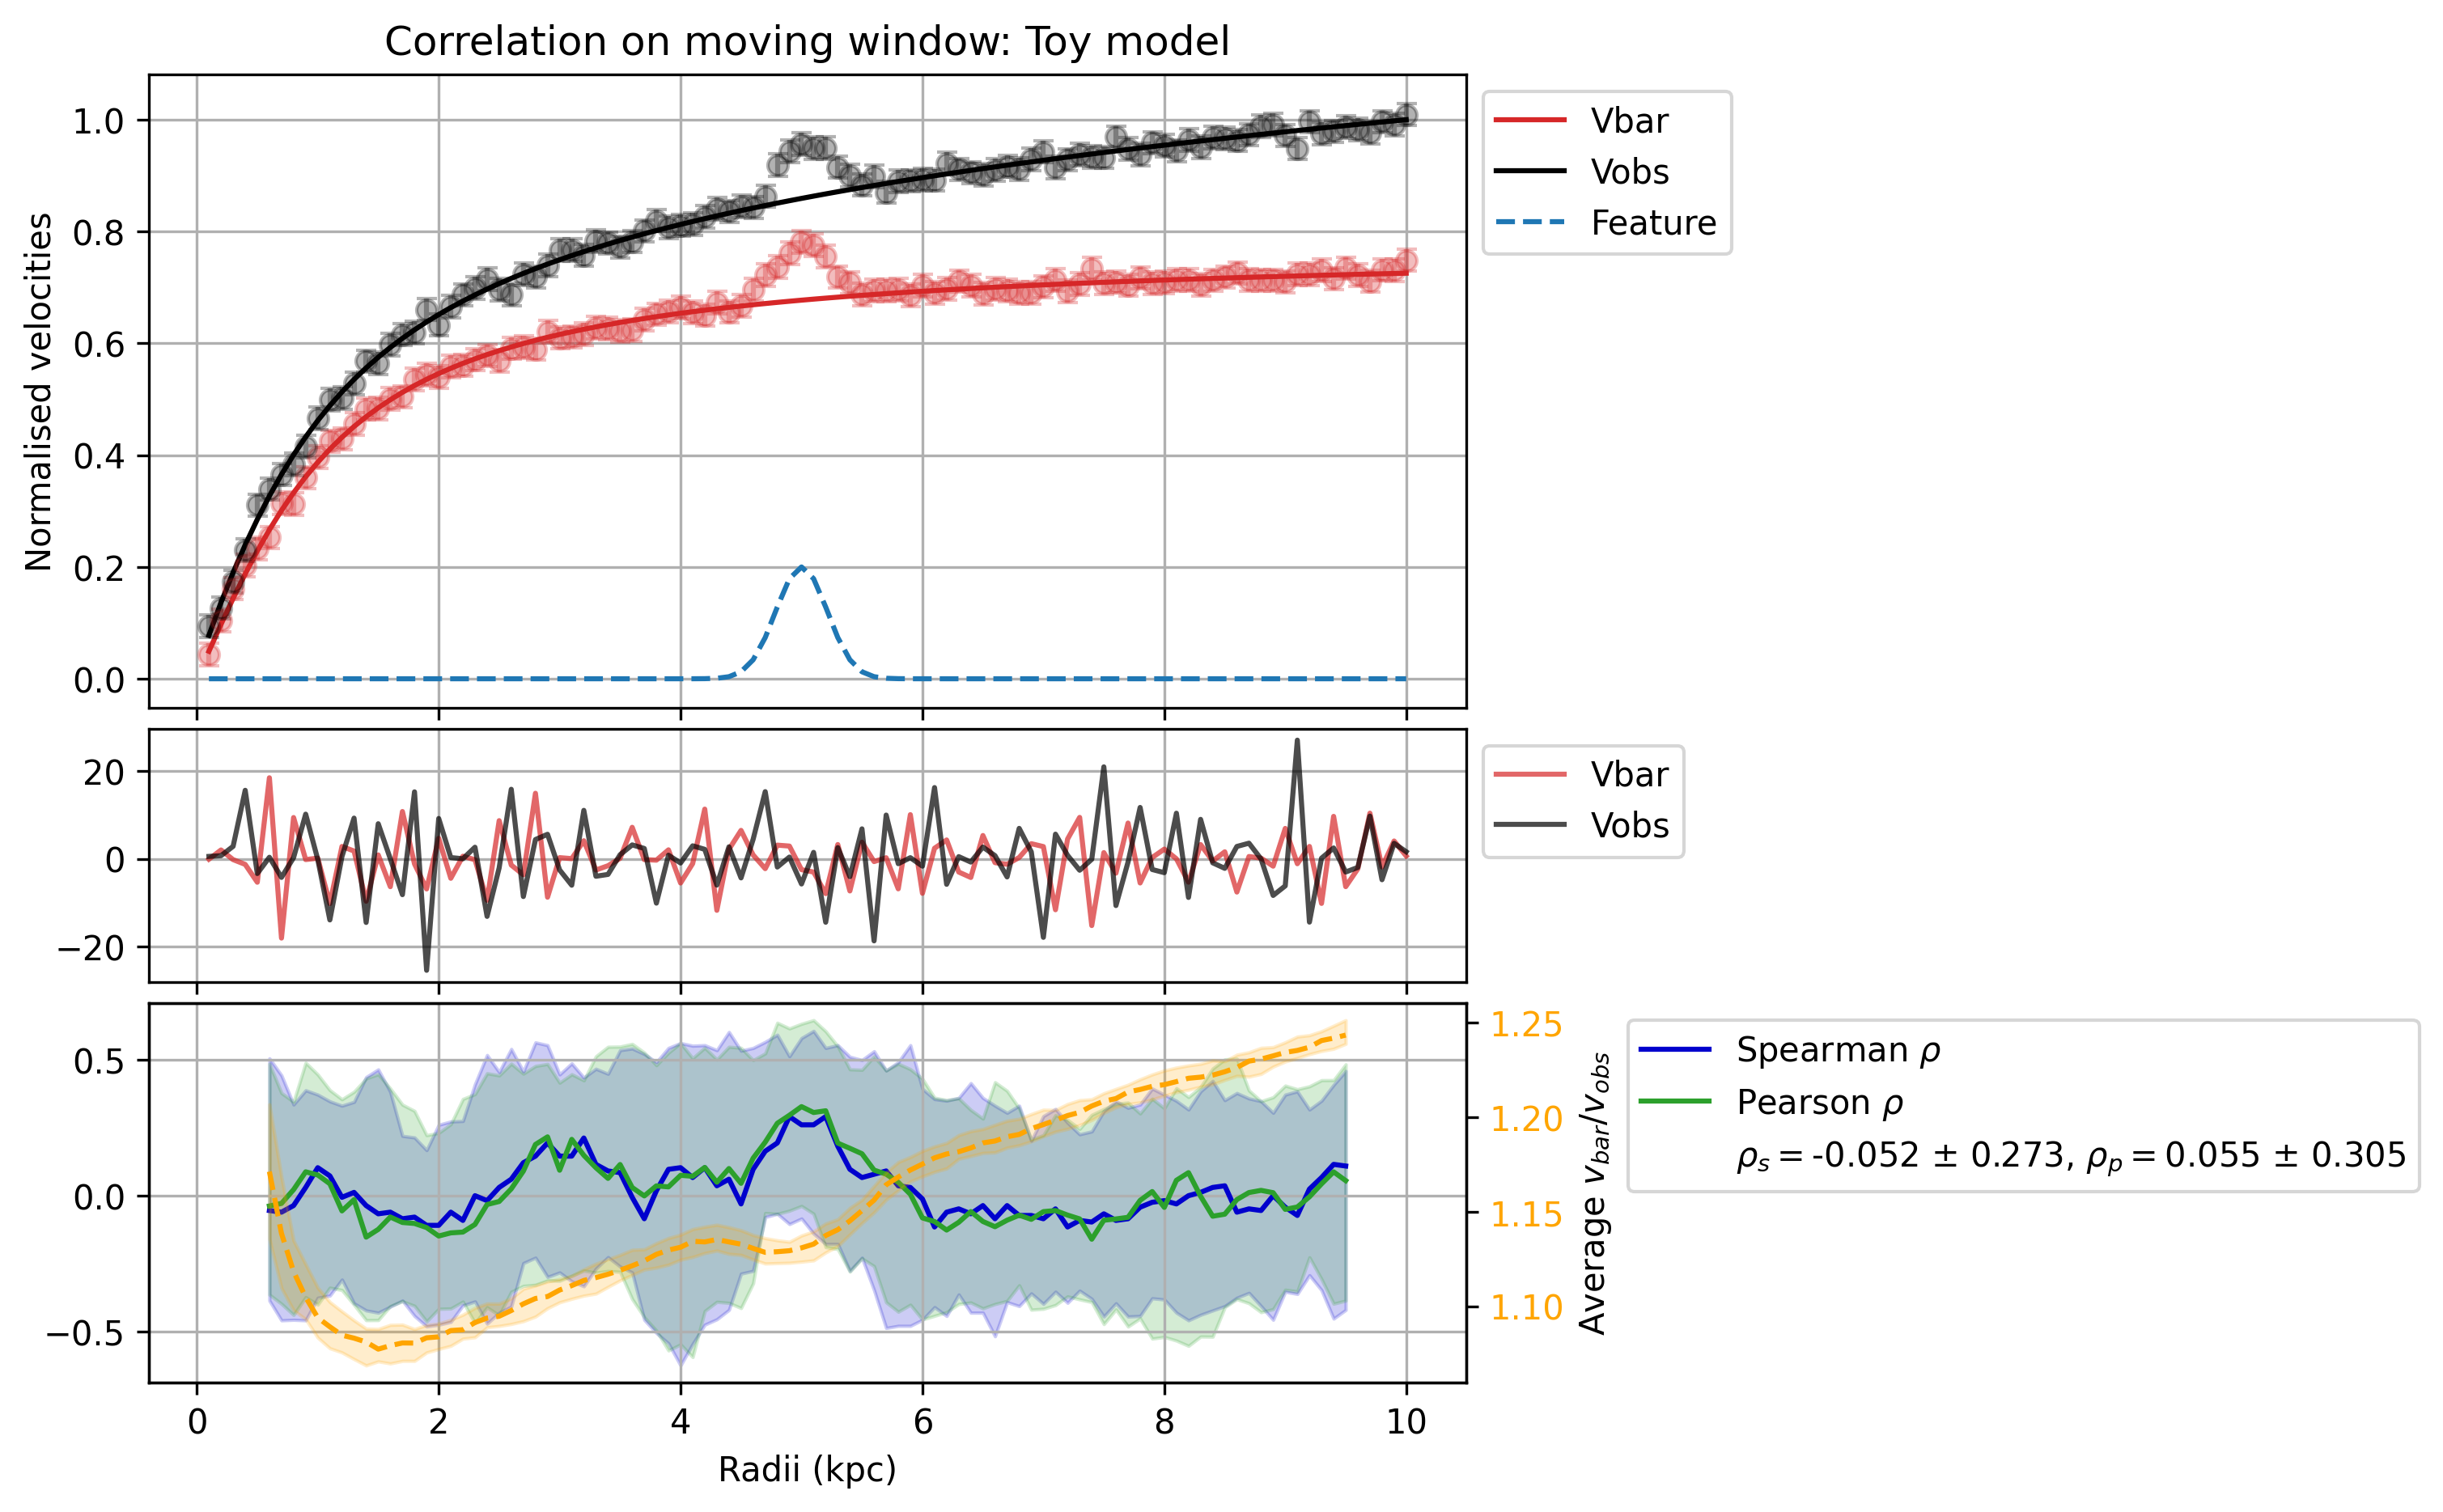 Correlation on moving window: Toy model
Normalised velocities
1.0
0.8
0.6
0.4
0.2
0.0
Vbar
Vobs
Feature
20
0
−20
Vbar
Vobs
0.5
0.0
−0.5
0
2
4
6
8
10
Radii (kpc)
1.25
1.20
1.15
1.10
Average v_bar/v_obs
Spearman ρ
Pearson ρ
ρ_s = -0.052 ± 0.273, ρ_p = 0.055 ± 0.305